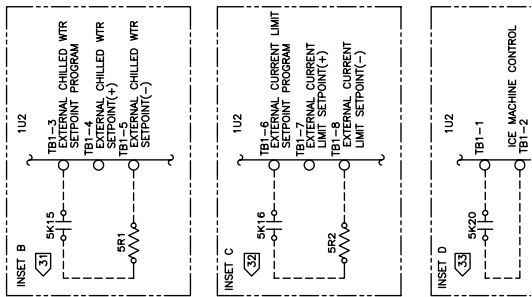 INSET B
31
5K15
5R1
1U2
TB1-3
EXTERNAL CHILLED WTR
SETPOINT PROGRAM
TB1-4
EXTERNAL CHILLED WTR
SETPOINT(+)
TB1-5
EXTERNAL CHILLED WTR
SETPOINT(-)
INSET C
32
5K16
5R2
1U2
TB1-6
EXTERNAL CURRENT LIMIT
SETPOINT PROGRAM
TB1-7
EXTERNAL CURRENT
LIMIT SETPOINT(+)
TB1-8
EXTERNAL CURRENT
LIMIT SETPOINT(-)
INSET D
33
5K20
1U2
TB1-1
ICE MACHINE CONTROL
TB1-2